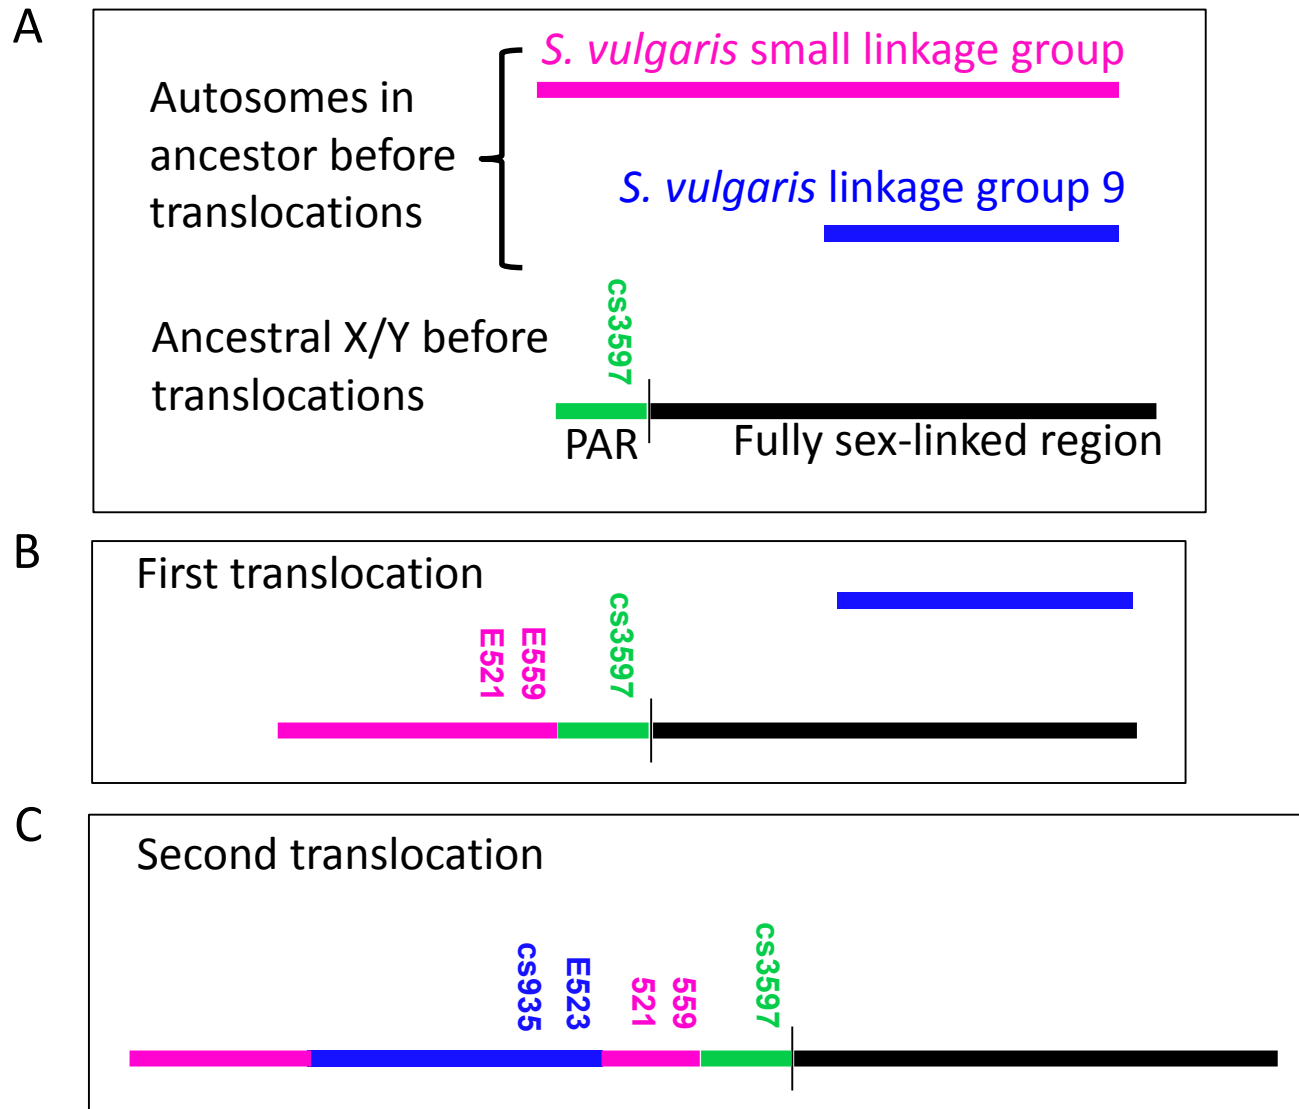 A
S. vulgaris small linkage group
Autosomes in
ancestor before
translocations
S. vulgaris linkage group 9
cs3597
Ancestral X/Y before
translocations
PAR
Fully sex-linked region
B
First translocation
E521
E559
cs3597
C
Second translocation
cs935
E523
521
559
cs3597